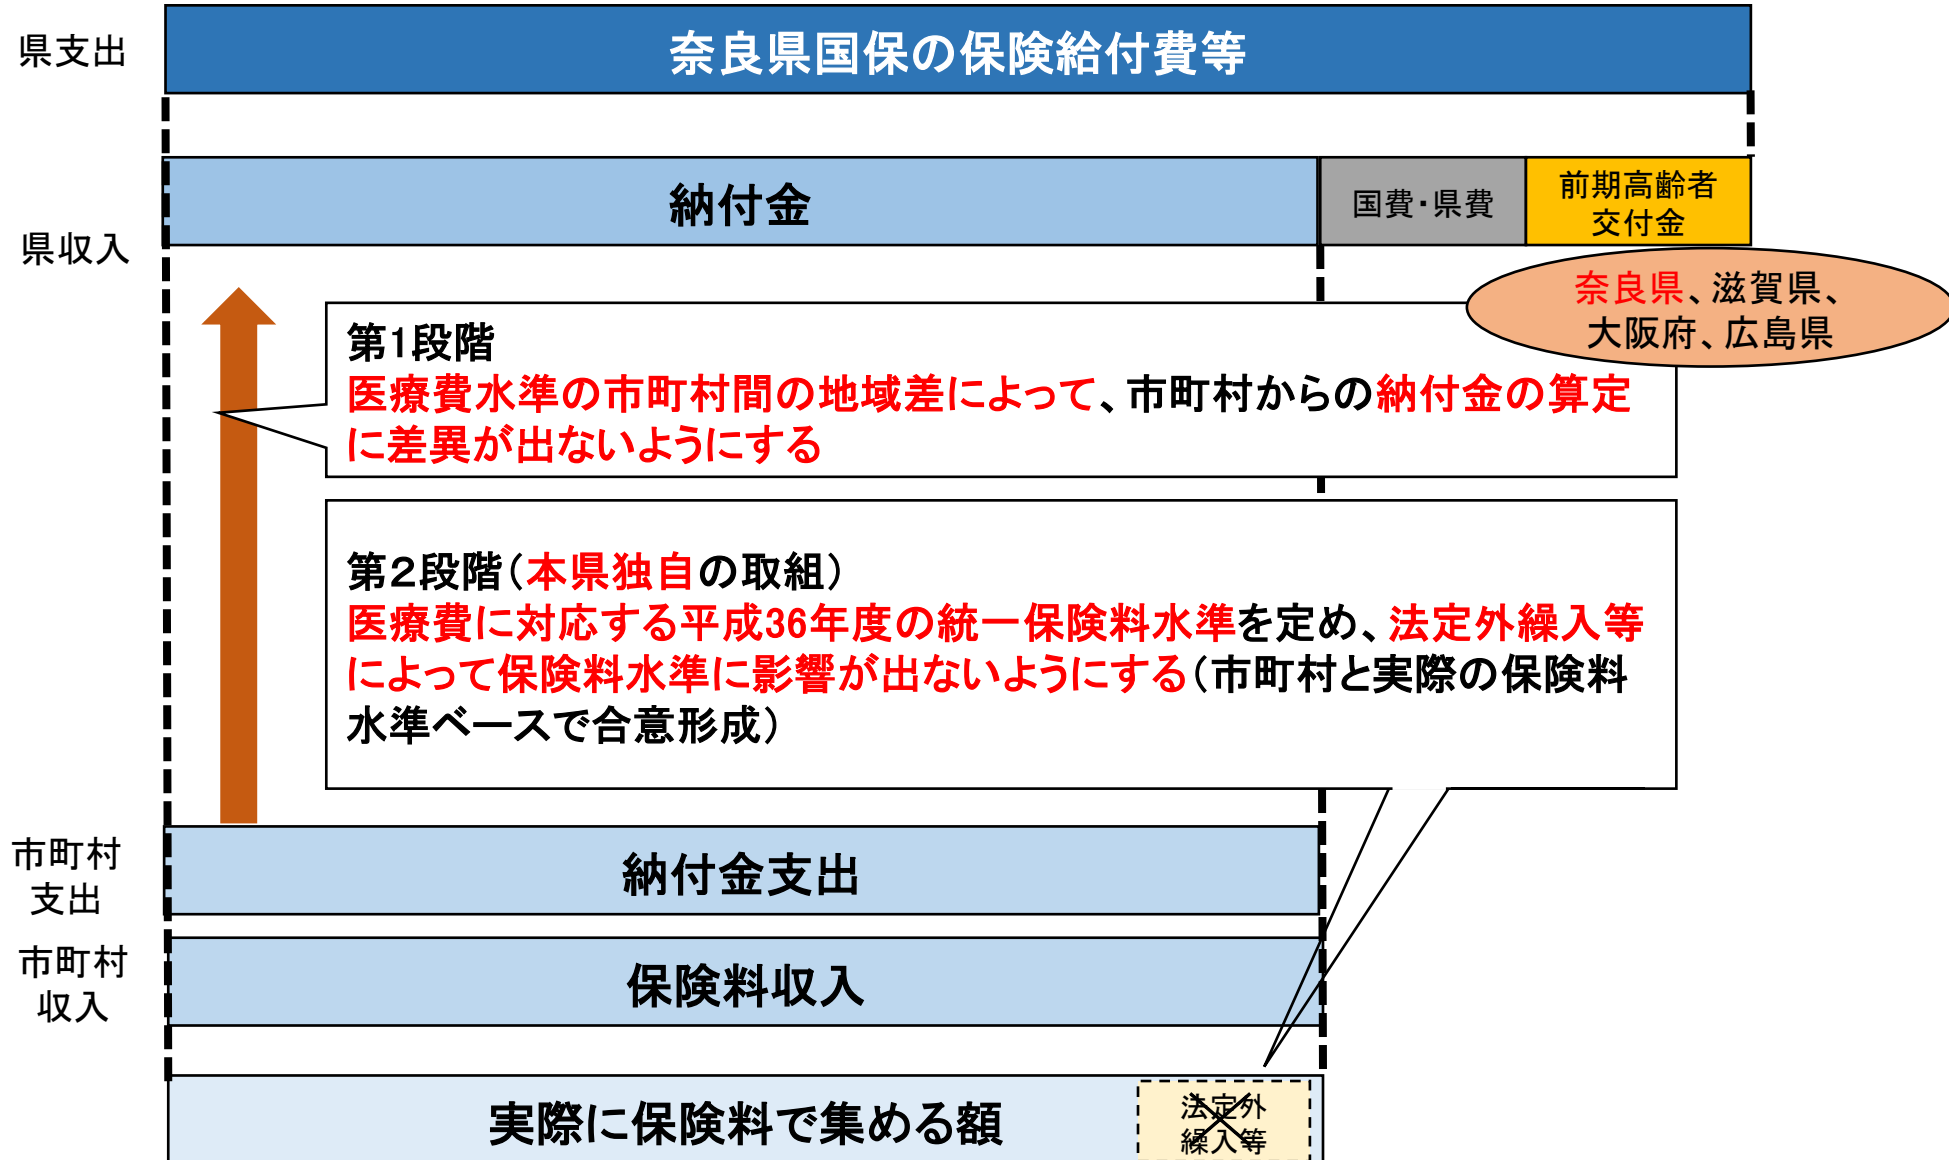 県支出
奈良県国保の保険給付費等
納付金
国費・県費
前期高齢者
交付金
県収入
奈良県、滋賀県、
大阪府、広島県
第1段階
医療費水準の市町村間の地域差によって、市町村からの納付金の算定
に差異が出ないようにする
第2段階（本県独自の取組）
医療費に対応する平成36年度の統一保険料水準を定め、法定外繰入等
によって保険料水準に影響が出ないようにする（市町村と実際の保険料
水準ベースで合意形成）
市町村
支出
納付金支出
市町村
収入
保険料収入
実際に保険料で集める額
法定外
繰入等